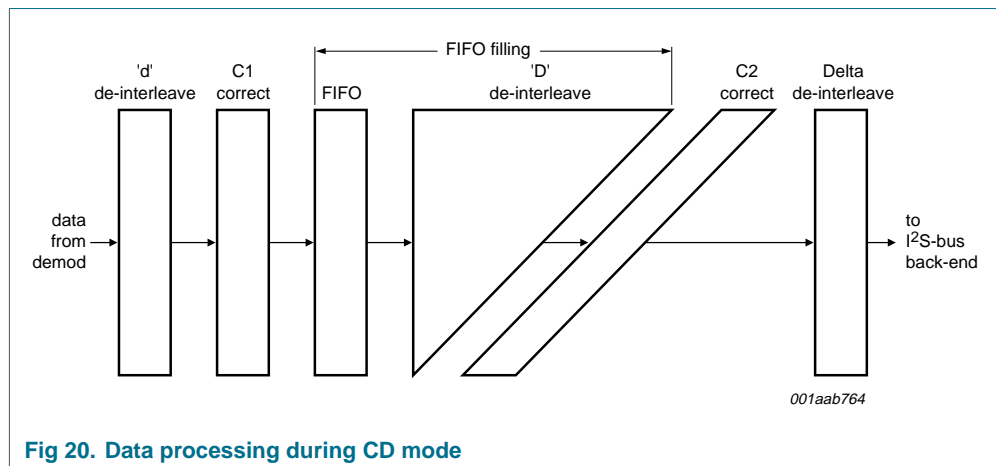 FIFO filling
'd'
de-interleave
C1
correct
FIFO
'D'
de-interleave
C2
correct
Delta
de-interleave
data
from
demod
to
I2S-bus
back-end
001aab764
Fig 20. Data processing during CD mode